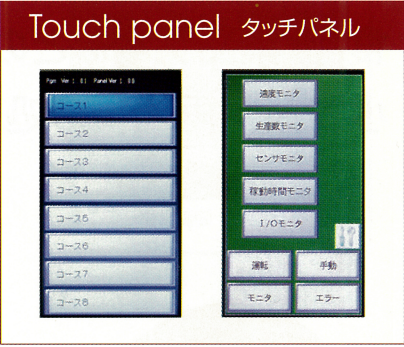 Touch panel タッチパネル
Pgm Ver 1.01 Panel Ver 1.00
コース1
コース2
コース3
コース4
コース5
コース6
コース7
コース8
速度モニタ
生産数モニタ
センサモニタ
稼動時間モニタ
I/Oモニタ
運転 手動
モニタ エラー